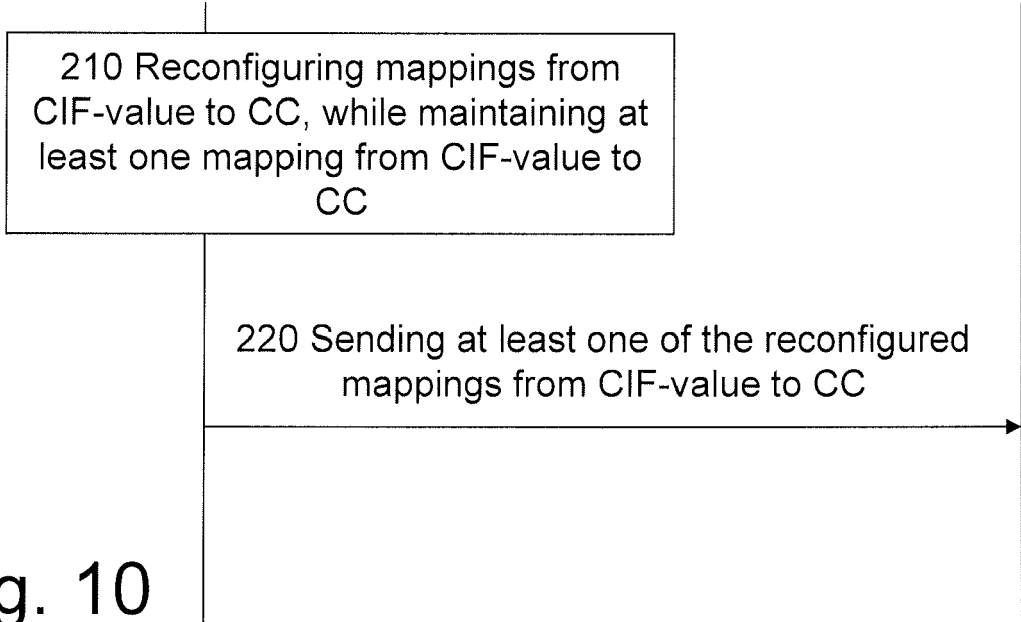 210 Reconfiguring mappings from
CIF-value to CC, while maintaining at
least one mapping from CIF-value to
CC
220 Sending at least one of the reconfigured
mappings from CIF-value to CC
g. 10